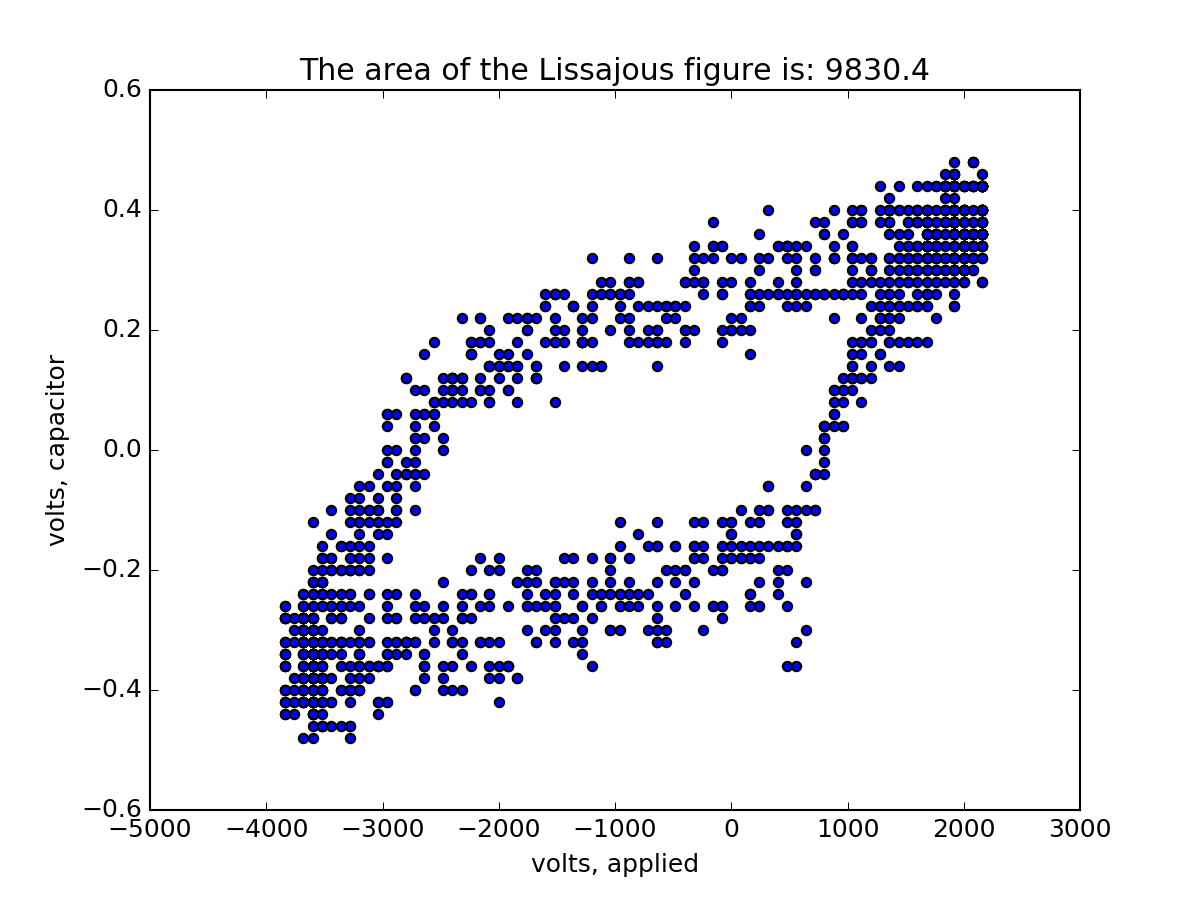 The area of the Lissajous figure is: 9830.4
0.6
0.4
0.2
0.0
−0.2
−0.4
−0.6
volts, capacitor
−5000 −4000 −3000 −2000 −1000 0 1000 2000 3000
volts, applied